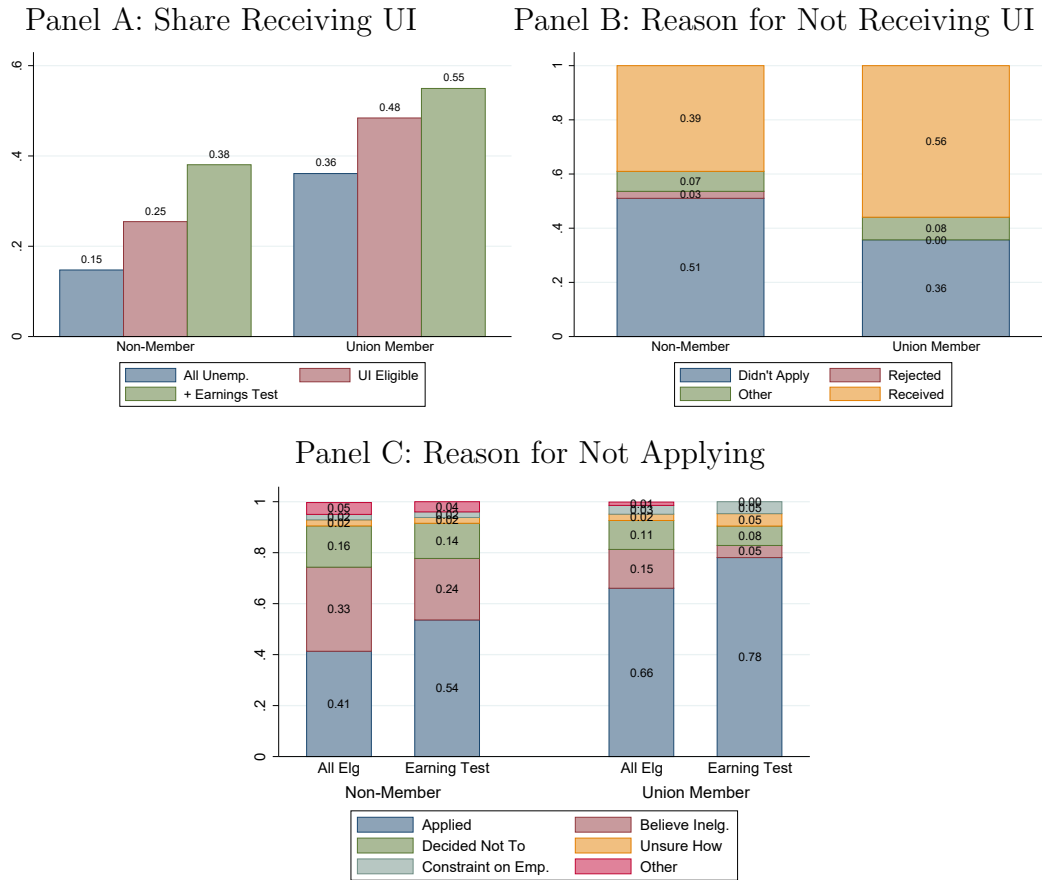 Panel A: Share Receiving UI
.6
.4
.2
0
0.15
0.25
0.38
0.36
0.48
0.55
Non-Member
Union Member
All Unemp.
UI Eligible
+ Earnings Test
Panel B: Reason for Not Receiving UI
1
.8
.6
.4
.2
0
0.39
0.07
0.03
0.51
0.56
0.08
0.00
0.36
Non-Member
Union Member
Didn't Apply
Rejected
Other
Received
Panel C: Reason for Not Applying
1
.8
.6
.4
.2
0
0.05
0.02
0.02
0.16
0.33
0.41
0.04
0.02
0.02
0.14
0.24
0.54
0.01
0.03
0.02
0.11
0.15
0.66
0.00
0.05
0.05
0.08
0.05
0.78
All Elg
Earning Test
All Elg
Earning Test
Non-Member
Union Member
Applied
Believe Inelg.
Decided Not To
Unsure How
Constraint on Emp.
Other